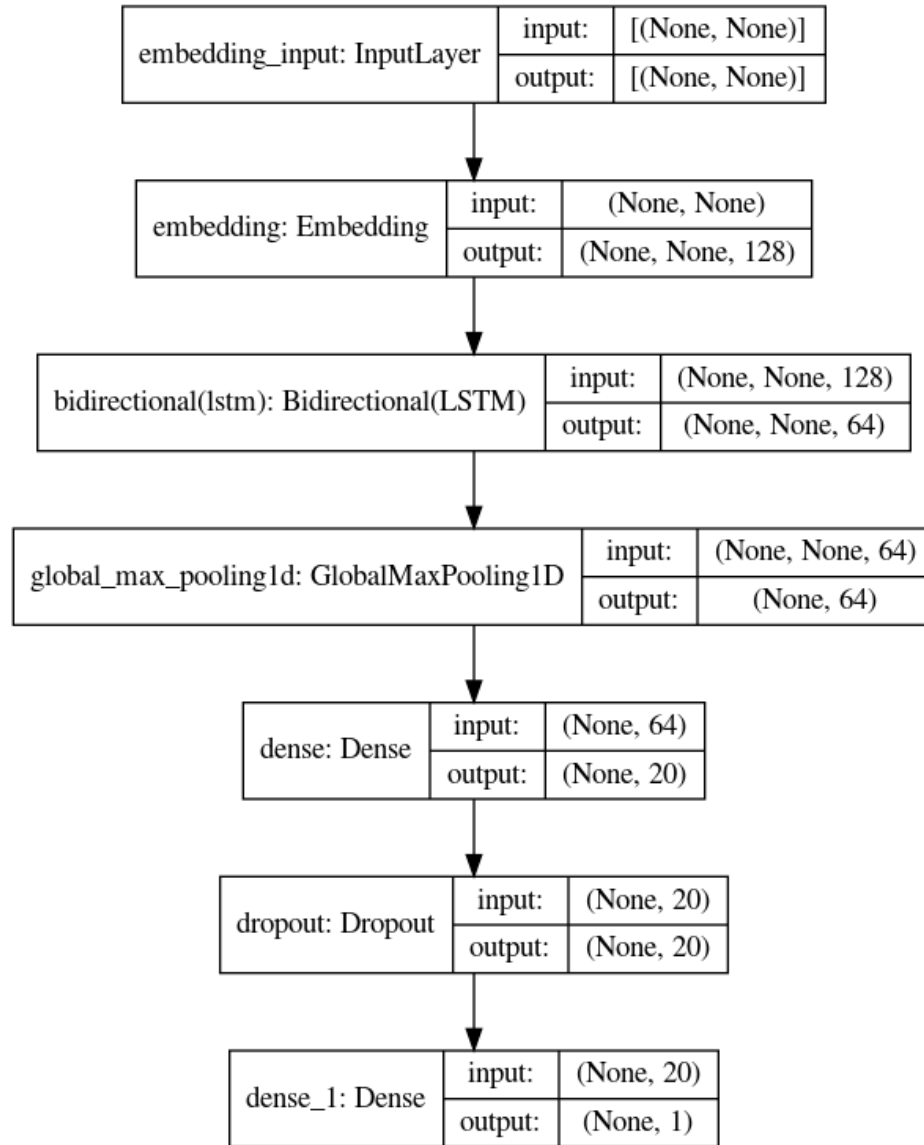 embedding_input: InputLayer
input: [(None, None)]
output: [(None, None)]
embedding: Embedding
input: (None, None)
output: (None, None, 128)
bidirectional(lstm): Bidirectional(LSTM)
input: (None, None, 128)
output: (None, None, 64)
global_max_pooling1d: GlobalMaxPooling1D
input: (None, None, 64)
output: (None, 64)
dense: Dense
input: (None, 64)
output: (None, 20)
dropout: Dropout
input: (None, 20)
output: (None, 20)
dense_1: Dense
input: (None, 20)
output: (None, 1)